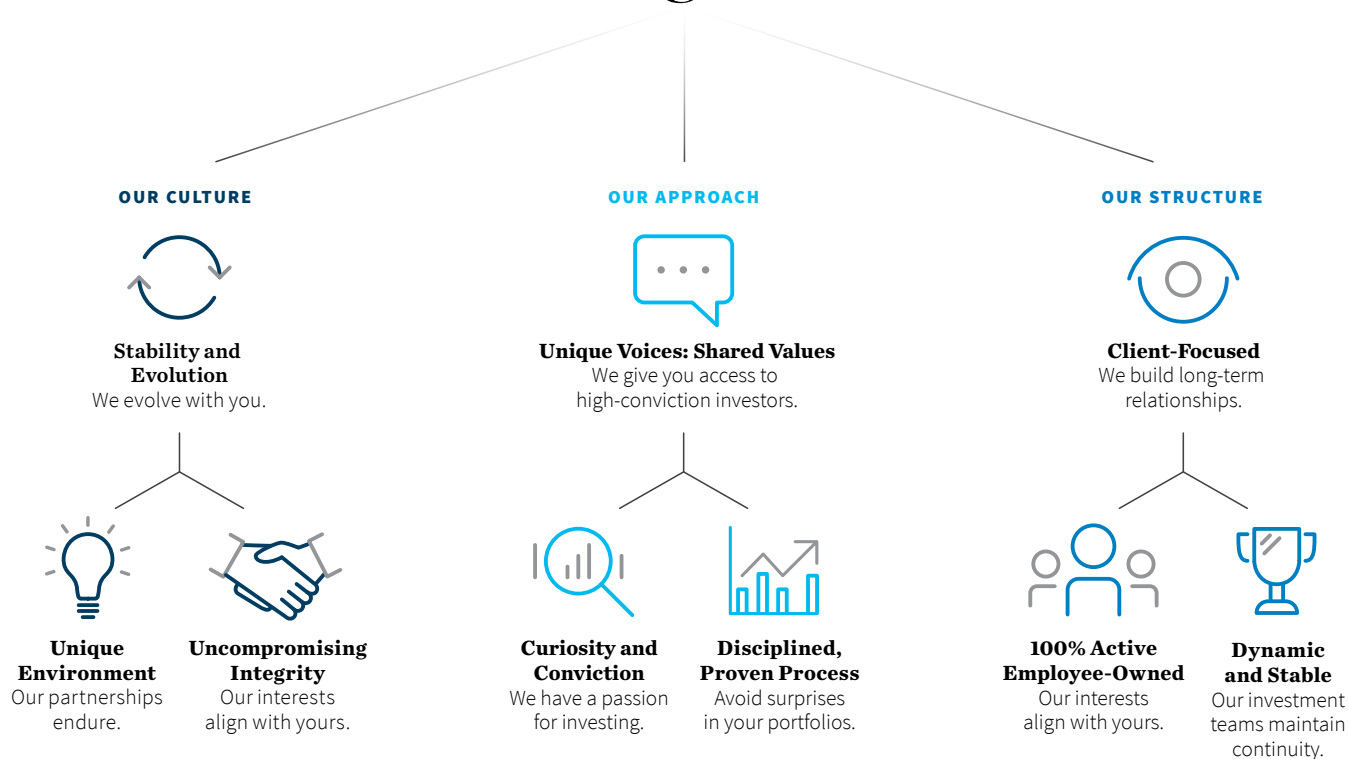 OUR CULTURE
Stability and
Evolution
We evolve with you.
Unique
Environment
Our partnerships
endure.
Uncompromising
Integrity
Our interests
align with yours.
OUR APPROACH
Unique Voices: Shared Values
We give you access to
high-conviction investors.
Curiosity and
Conviction
We have a passion
for investing.
Disciplined,
Proven Process
Avoid surprises
in your portfolios.
OUR STRUCTURE
Client-Focused
We build long-term
relationships.
100% Active
Employee-Owned
Our interests
align with yours.
Dynamic
and Stable
Our investment
teams maintain
continuity.